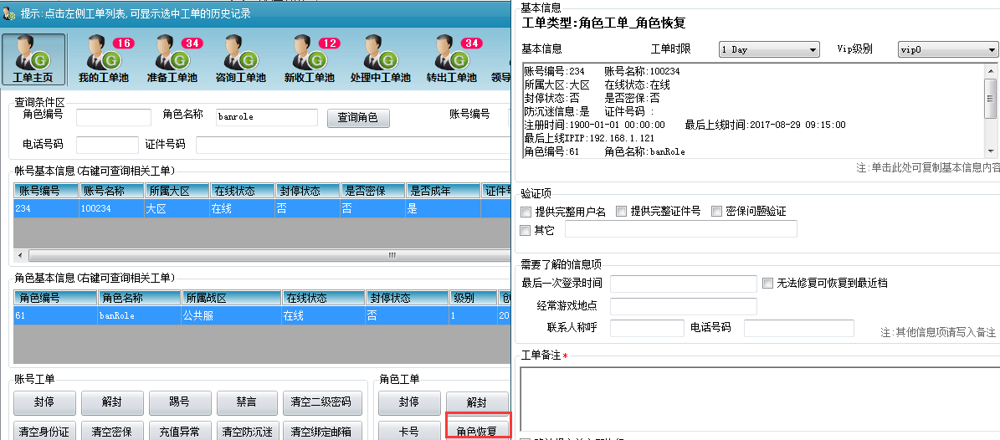 提示:点击左侧工单列表,可显示选中工单的历史记录
16 34 12 34
工单主页 我的工单池 准备工单池 咨询工单池 新收工单池 处理中工单池 转出工单池 领导
查询条件区
角色编号 角色名称 banrole 查询角色 账号编号
电话号码 证件号码
帐号基本信息(右键可查询相关工单)
账号编号 账号名称 所属大区 在线状态 封停状态 是否密保 是否成年 证件号
234 100234 大区 在线 否 否 是
角色基本信息(右键可查询相关工单)
角色编号 角色名称 所属战区 在线状态 封停状态 级别
61 banRole 公共服 在线 否 1 20
账号工单
封停 解封 踢号 禁言 清空二级密码
清空身份证 清空密保 充值异常 清空防沉迷 清空绑定邮箱
角色工单
封停 解封
卡号 角色恢复
基本信息
工单类型:角色工单_角色恢复
基本信息 工单时限 1 Day Vip级别 vip0
账号编号:234 账号名称:100234
所属大区:大区 在线状态:在线
封停状态:否 是否密保:否
防沉迷信息:是 证件号码 :
注册时间:1900-01-01 00:00:00 最后上线时间:2017-08-29 09:15:00
最后上线IPIP:192.168.1.121
角色编号:61 角色名称:banRole
注:单击此处可复制基本信息内容
验证项
提供完整用户名 提供完整证件号 密保问题验证
其它
需要了解的信息项
最后一次登录时间 无法修复可恢复到最近档
经常游戏地点
联系人称呼 电话号码 注:其他信息项请写入备注
工单备注*